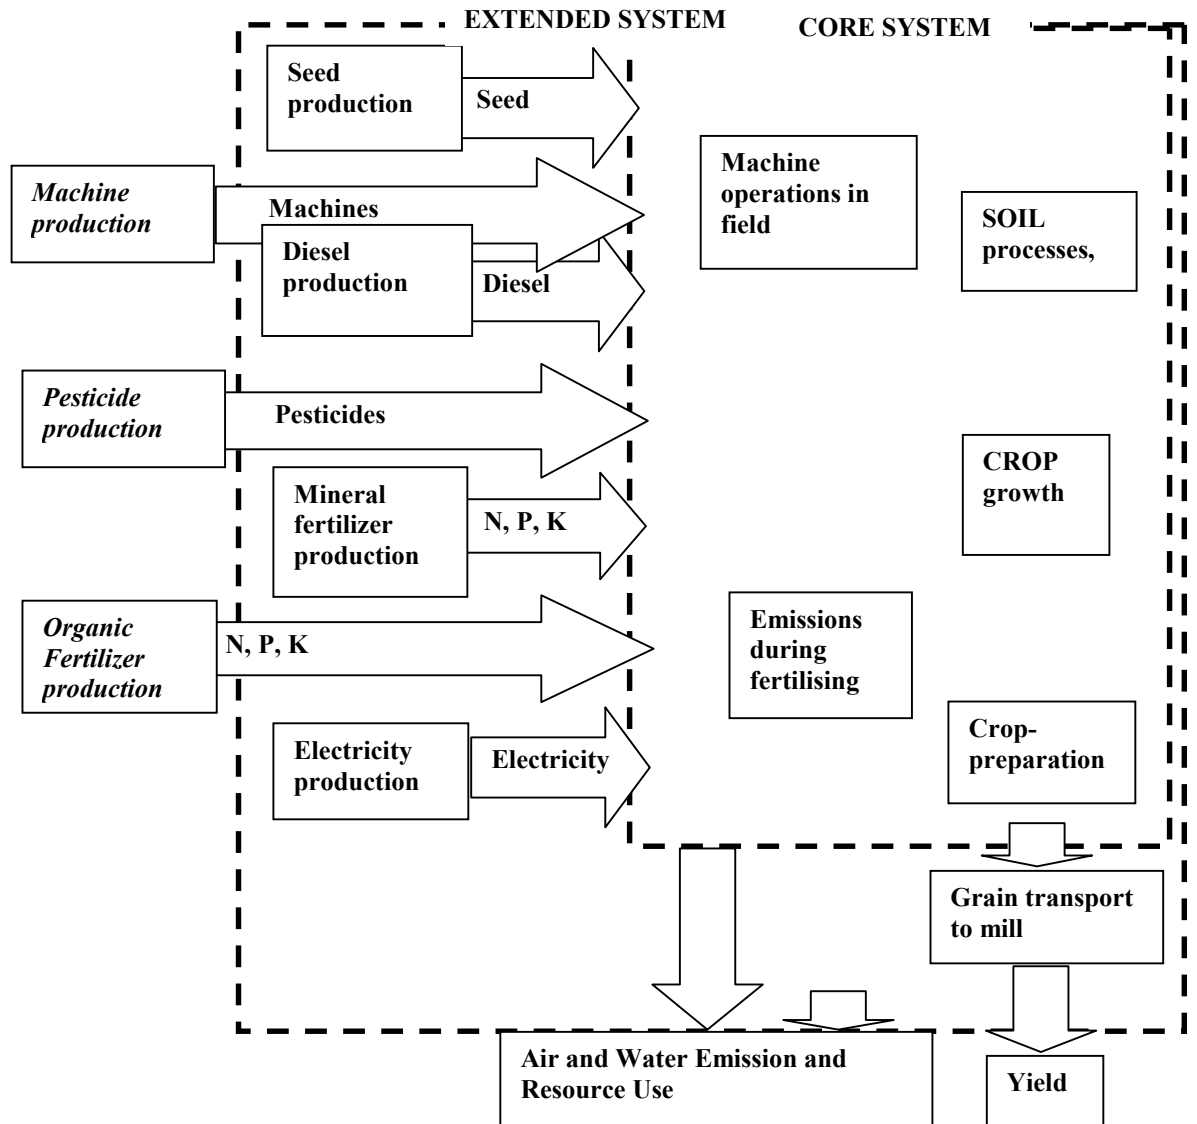 EXTENDED SYSTEM
CORE SYSTEM
Seed
production
Seed
Machine
production
Machines
Diesel
production
Diesel
Pesticide
production
Pesticides
Mineral
fertilizer
production
N, P, K
Organic
Fertilizer
production
N, P, K
Electricity
production
Electricity
Machine
operations in
field
SOIL
processes,
CROP
growth
Emissions
during
fertilising
Crop-
preparation
Grain transport
to mill
Air and Water Emission and
Resource Use
Yield